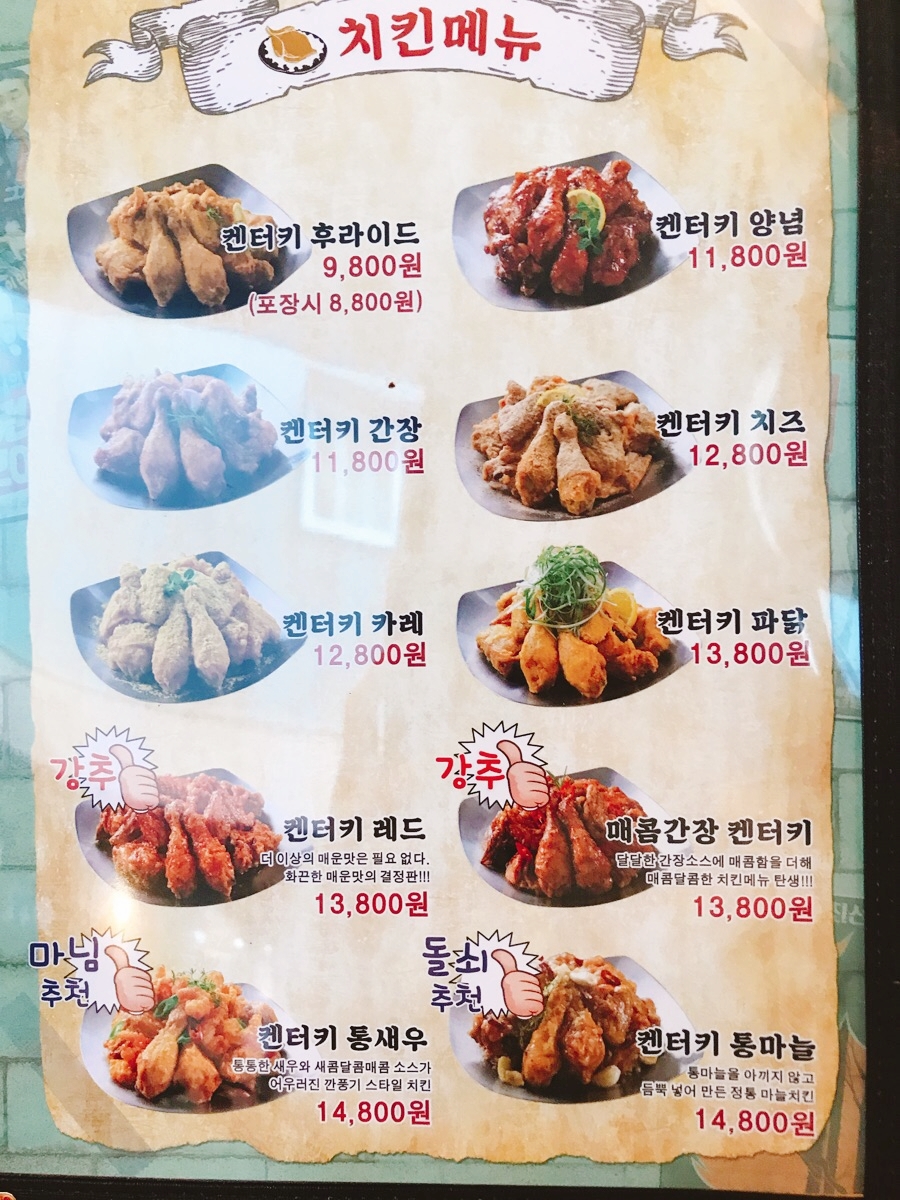 치킨메뉴
켄터키 후라이드
9,800원
(포장시 8,800원)
켄터키 양념
11,800원
켄터키 간장
11,800원
켄터키 치즈
12,800원
켄터키 카레
12,800원
켄터키 파닭
13,800원
강추
켄터키 레드
더 이상의 매운맛은 필요 없다.
화끈한 매운맛의 결정판!!!
13,800원
강추
매콤간장 켄터키
달달한 간장소스에 매콤함을 더해
매콤달콤한 치킨메뉴 탄생!!!
13,800원
마님
추천
켄터키 통새우
통통한 새우와 새콤달콤매콤 소스가
어우러진 깐풍기 스타일 치킨
14,800원
돌쇠
추천
켄터키 통마늘
통마늘을 아끼지 않고
듬뿍 넣어 만든 정통 마늘치킨
14,800원